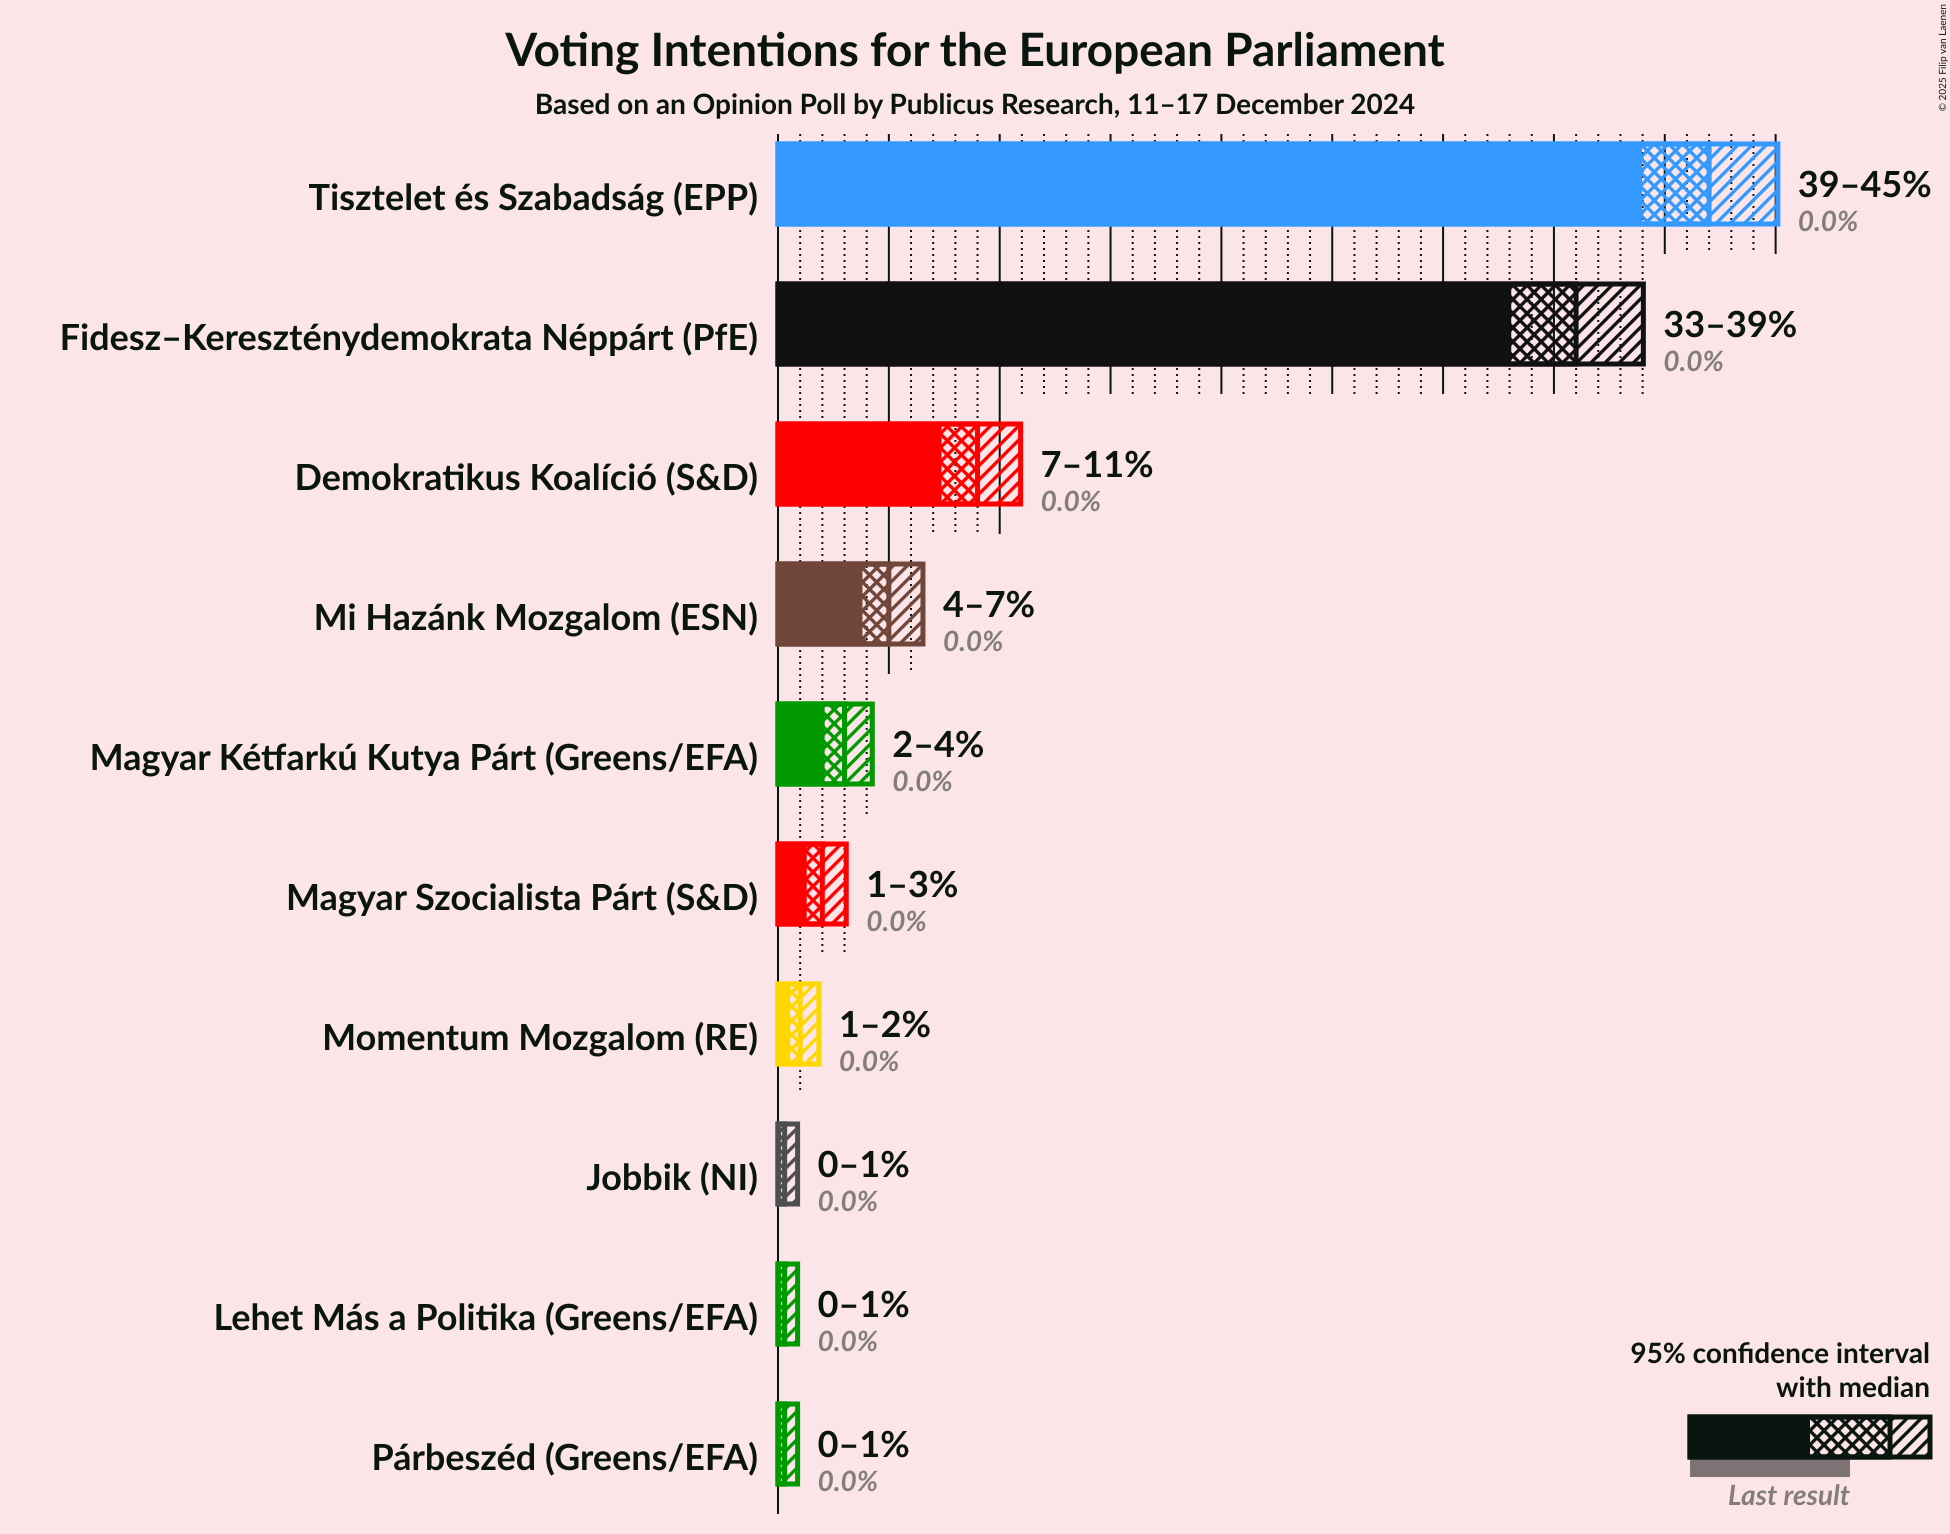 Voting Intentions for the European Parliament
Based on an Opinion Poll by Publicus Research, 11–17 December 2024
© 2025 Filip van Laenen
Tisztelet és Szabadság (EPP)
39–45%
0.0%
Fidesz–Kereszténydemokrata Néppárt (PfE)
33–39%
0.0%
Demokratikus Koalíció (S&D)
7–11%
0.0%
Mi Hazánk Mozgalom (ESN)
4–7%
0.0%
Magyar Kétfarkú Kutya Párt (Greens/EFA)
2–4%
0.0%
Magyar Szocialista Párt (S&D)
1–3%
0.0%
Momentum Mozgalom (RE)
1–2%
0.0%
Jobbik (NI)
0–1%
0.0%
Lehet Más a Politika (Greens/EFA)
0–1%
0.0%
Párbeszéd (Greens/EFA)
0–1%
0.0%
95% confidence interval
with median
Last result